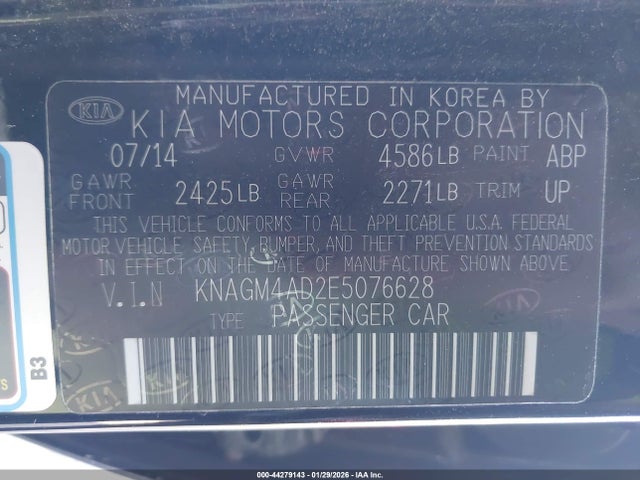 MANUFACTURED IN KOREA BY
KIA KIA MOTORS CORPORATION
07/14 GVWR 4586LB PAINT ABP
GAWR FRONT 2425LB GAWR REAR 2271LB TRIM UP
THIS VEHICLE CONFORMS TO ALL APPLICABLE U.S.A. FEDERAL
MOTOR VEHICLE SAFETY, BUMPER, AND THEFT PREVENTION STANDARDS
IN EFFECT ON THE DATE OF MANUFACTURE SHOWN ABOVE
V.I.N KNAGM4AD2E5076628
TYPE PASSENGER CAR
B3
KIA
000-44279143 - 01/29/2026 - IAA Inc.